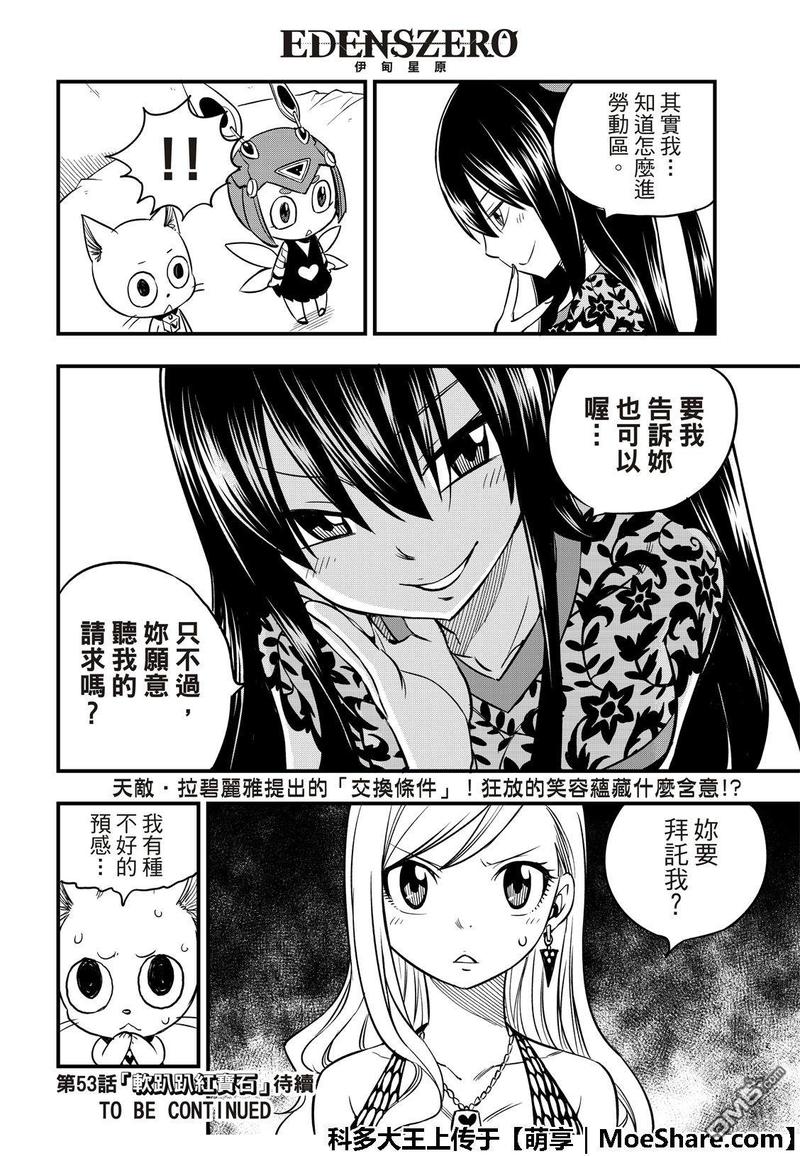 EDENSZERO
伊甸星原
其實我…
知道怎麼進
勞動區。
!!
要我
告訴妳
也可以
喔…
只不過，
妳願意
聽我的
請求嗎？
天敵・拉碧麗雅提出的「交換條件」！狂放的笑容蘊藏什麼含意!?
妳要
拜託我？
我有種
不好的
預感…
第53話「軟趴趴紅寶石」待續
TO BE CONTINUED
科多大王上传于【萌享】|MoeShare.com|